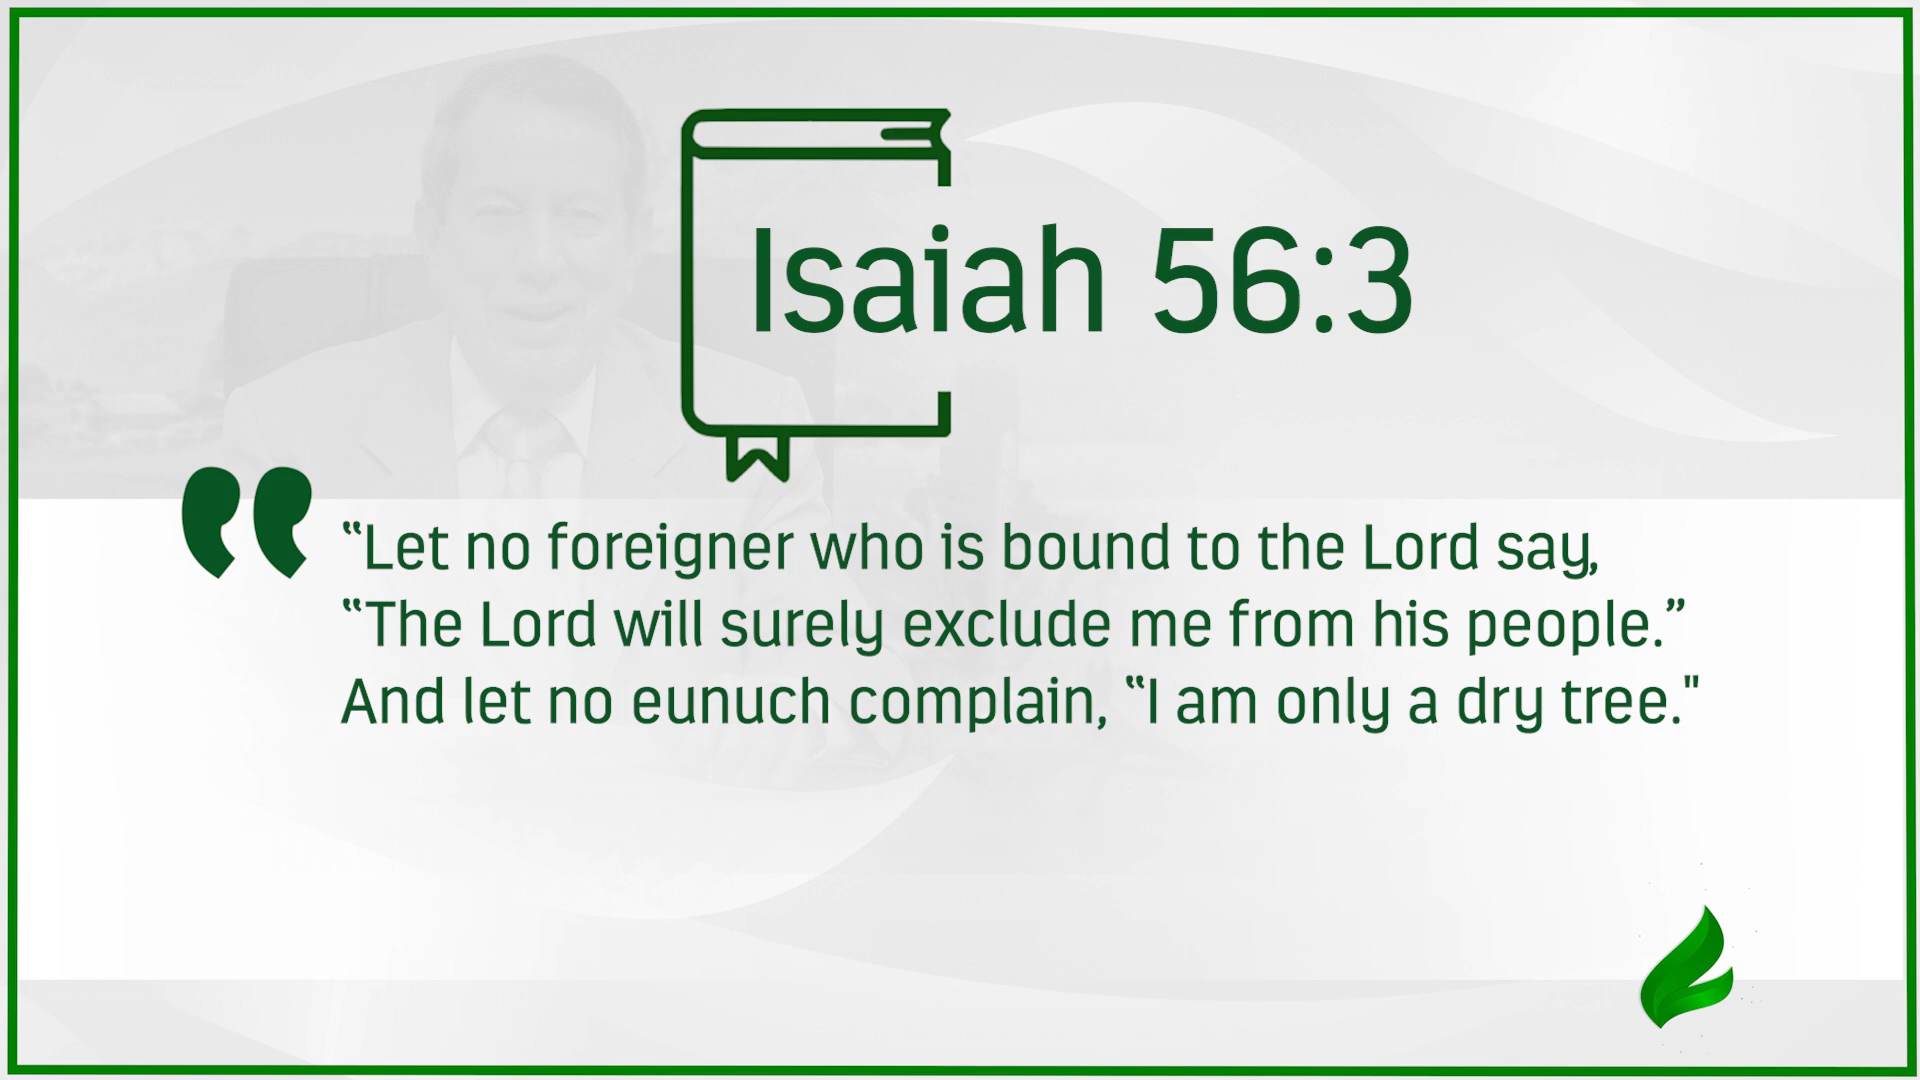 Isaiah 56:3
“Let no foreigner who is bound to the Lord say,
“The Lord will surely exclude me from his people.”
And let no eunuch complain, “I am only a dry tree."